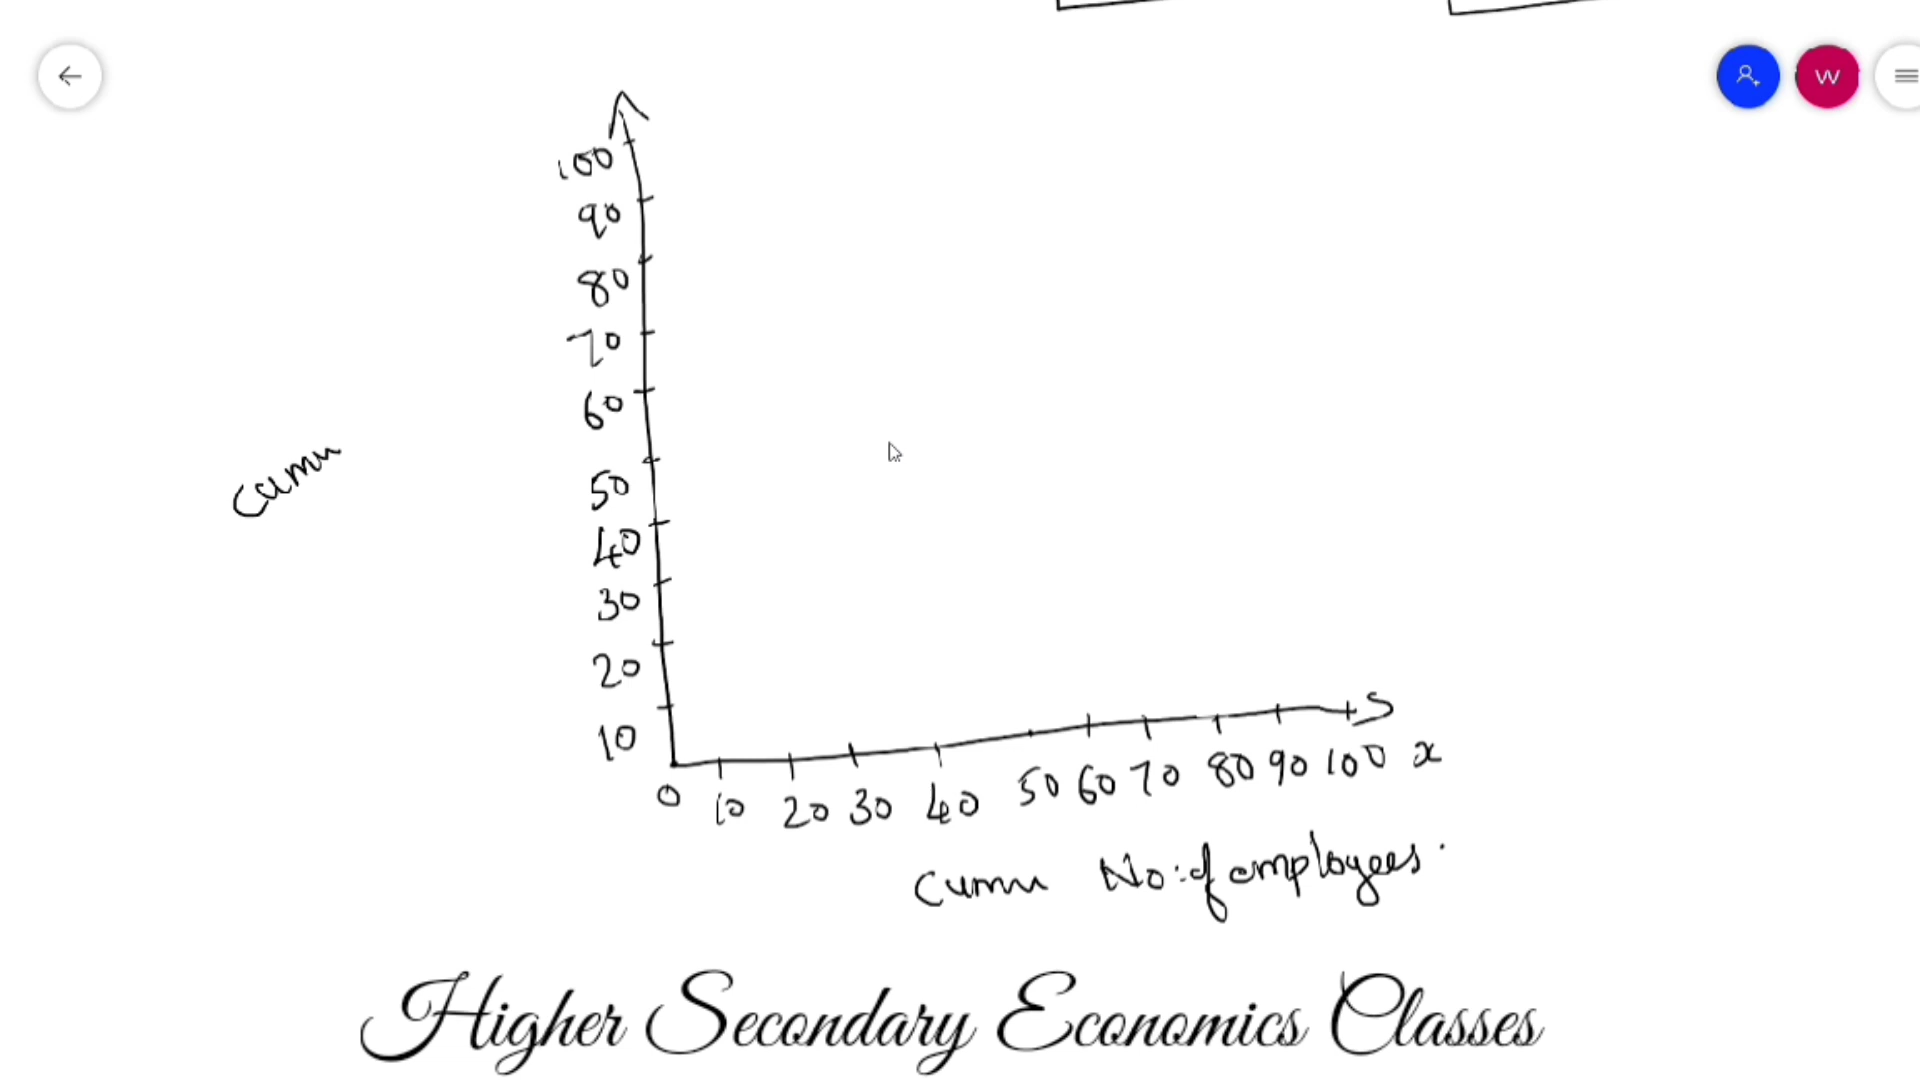 W
100
90
80
70
60
50
40
30
20
10
Cumu
0 10 20 30 40 50 60 70 80 90 100 x
Cumu No: of employees.
Higher Secondary Economics Classes